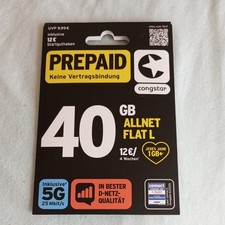 UVP 9,99 €
inklusive
12 €
Startguthaben
PREPAID
Keine Vertragsbindung
congstar
40 GB
ALLNET
FLAT L
12€/
4 Wochen
JEDES JAHR
1GB+
Inklusive
5G
25 Mbit/s
IN BESTER
D-NETZ-
QUALITÄT
connect